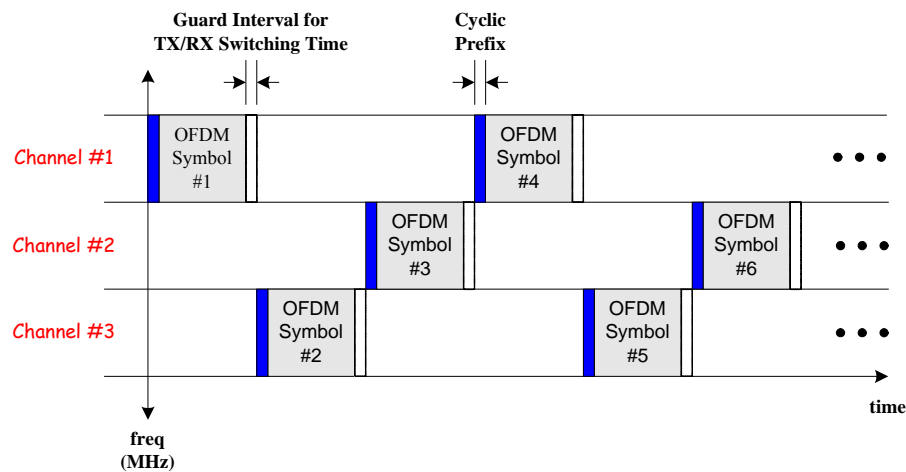 Guard Interval for
TX/RX Switching Time
Cyclic
Prefix
Channel #1
OFDM
Symbol
#1
OFDM
Symbol
#4
Channel #2
OFDM
Symbol
#3
OFDM
Symbol
#6
Channel #3
OFDM
Symbol
#2
OFDM
Symbol
#5
time
freq
(MHz)